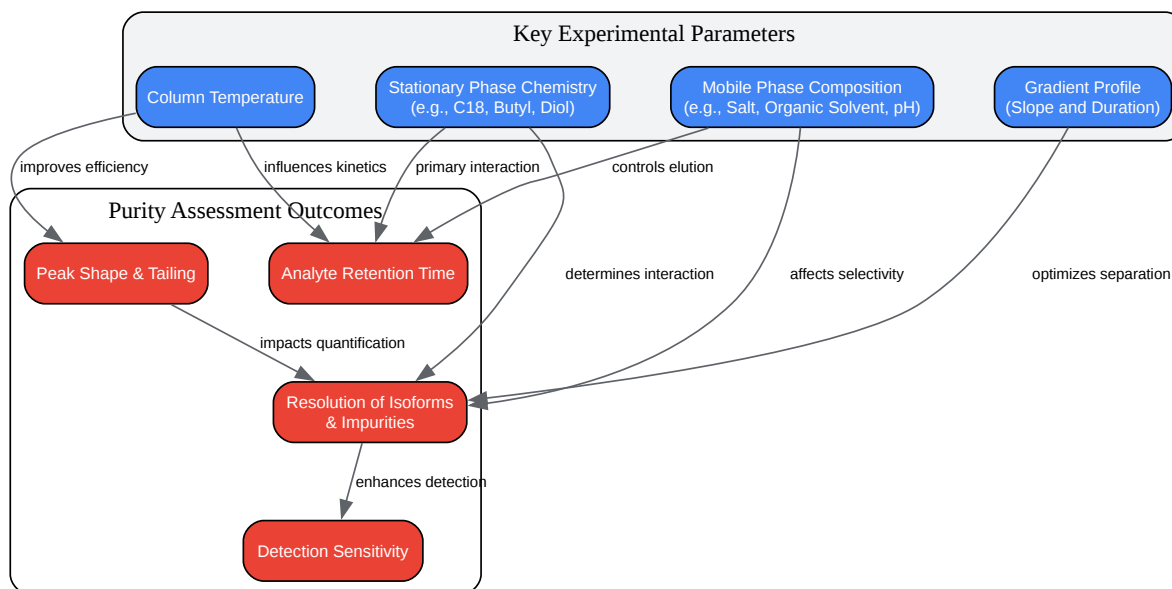 Key Experimental Parameters
Column Temperature
Stationary Phase Chemistry
(e.g., C18, Butyl, Diol)
Mobile Phase Composition
(e.g., Salt, Organic Solvent, pH)
Gradient Profile
(Slope and Duration)
improves efficiency
influences kinetics
primary interaction
controls elution
Purity Assessment Outcomes
Peak Shape & Tailing
Analyte Retention Time
determines interaction
affects selectivity
optimizes separation
impacts quantification
Resolution of Isoforms
& Impurities
enhances detection
Detection Sensitivity